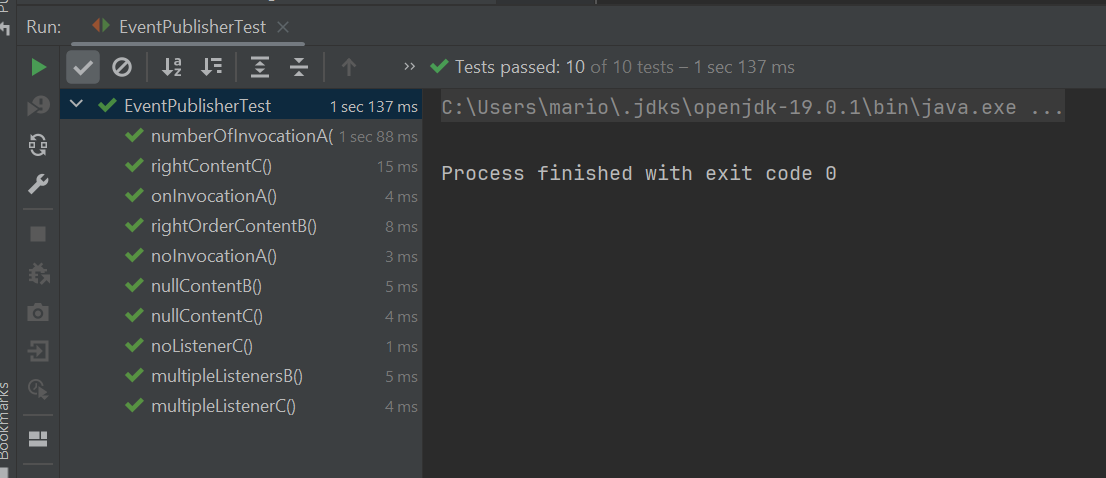 Run: EventPublisherTest
Tests passed: 10 of 10 tests – 1 sec 137 ms
EventPublisherTest 1 sec 137 ms
numberOfInvocationA( 1 sec 88 ms
rightContentC() 15 ms
onInvocationA() 4 ms
rightOrderContentB() 8 ms
noInvocationA() 3 ms
nullContentB() 5 ms
nullContentC() 4 ms
noListenerC() 1 ms
multipleListenersB() 5 ms
multipleListenerC() 4 ms
C:\Users\mario\.jdks\openjdk-19.0.1\bin\java.exe ...
Process finished with exit code 0
Bookmarks